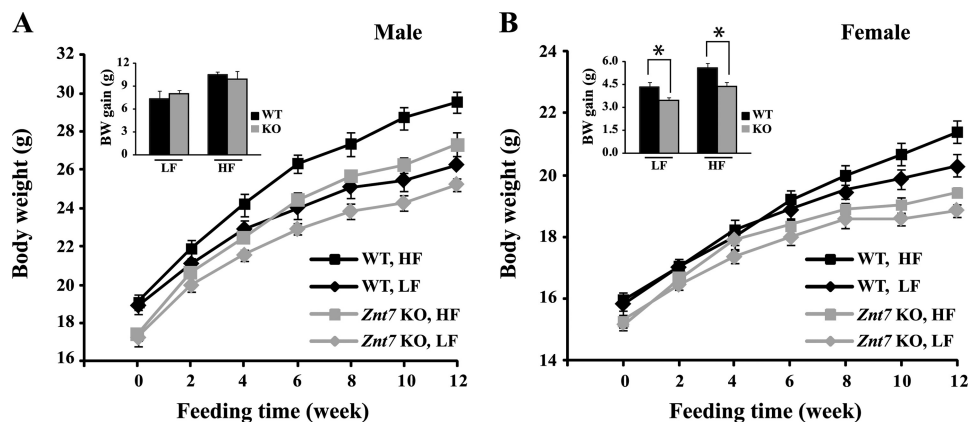 A
Male
Body weight (g)
32
30
28
26
24
22
20
18
16
0 2 4 6 8 10 12
Feeding time (week)
BW gain (g)
12
9
6
3
0
LF HF
WT
KO
WT, HF
WT, LF
Znt7 KO, HF
Znt7 KO, LF
B
Female
Body weight (g)
24
22
20
18
16
14
0 2 4 6 8 10 12
Feeding time (week)
BW gain (g)
6.0
4.5
3.0
1.5
0
* *
LF HF
WT
KO
WT, HF
WT, LF
Znt7 KO, HF
Znt7 KO, LF